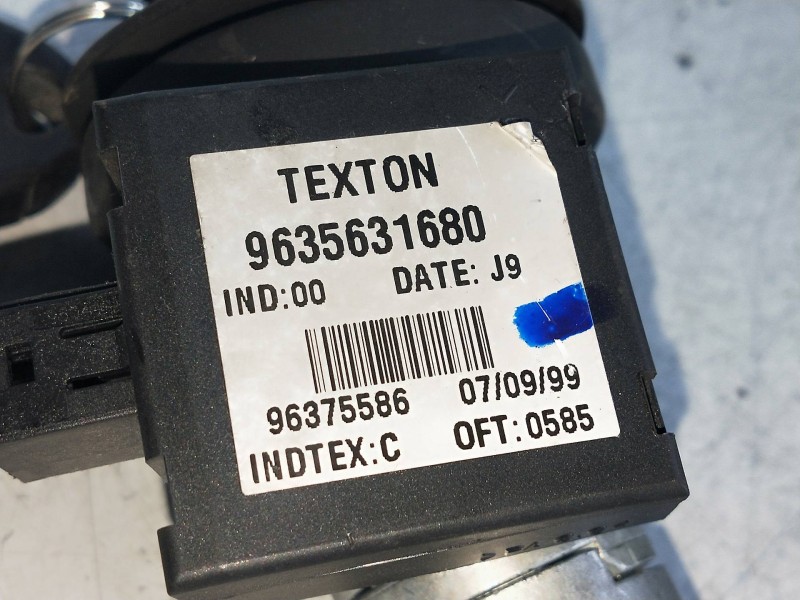 TEXTON
9635631680
IND:00 DATE: J9
96375586 07/09/99
INDTEX:C OFT:0585